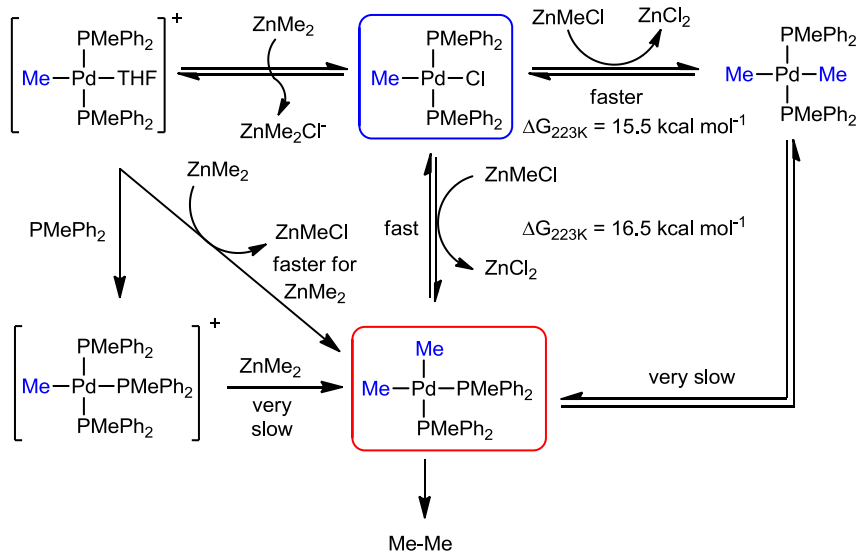 PMePh2 + ZnMe2 PMePh2 ZnMeCl ZnCl2
PMePh2
Me Pd THF Me Pd Cl Me Pd Me
PMePh2 ZnMe2Cl- PMePh2 faster PMePh2
ΔG223K = 15.5 kcal mol-1
ZnMe2 ZnMeCl
PMePh2 ZnMeCl fast ΔG223K = 16.5 kcal mol-1
faster for ZnCl2
ZnMe2
+
PMePh2 Me
Me Pd PMePh2 ZnMe2 Me Pd PMePh2 very slow
PMePh2 very PMePh2
slow
Me-Me